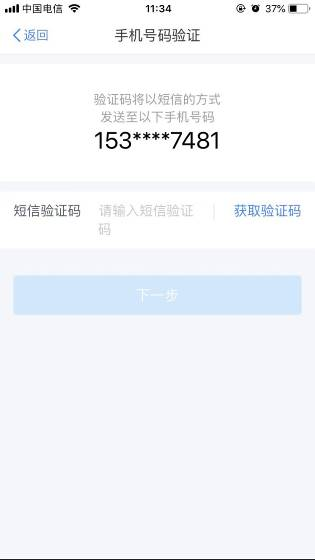 中国电信 11:34 37%
返回 手机号码验证
验证码将以短信的方式
发送至以下手机号码
153****7481
短信验证码 请输入短信验证 获取验证码
码
下一步